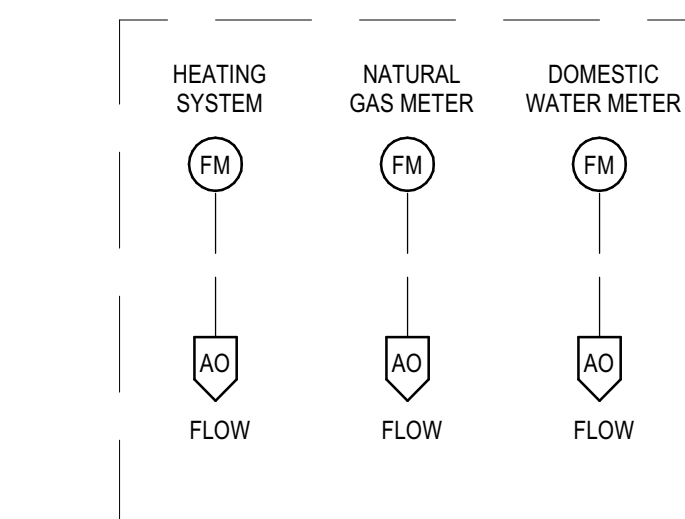 HEATING
SYSTEM
NATURAL
GAS METER
DOMESTIC
WATER METER
FM
FM
FM
AO
AO
AO
FLOW
FLOW
FLOW